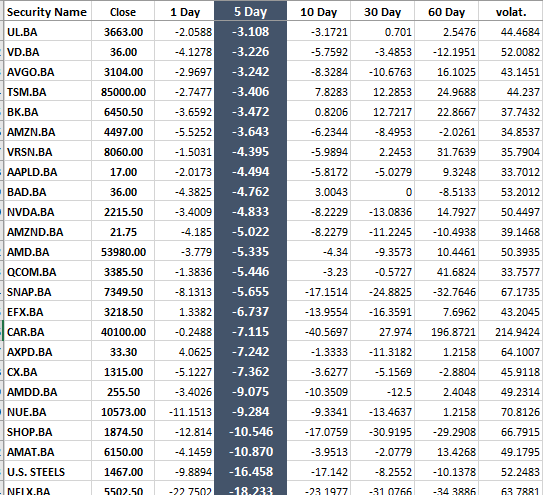 Security Name Close 1 Day 5 Day 10 Day 30 Day 60 Day volat.
UL.BA 3663.00 -2.0588 -3.108 -3.1721 0.701 2.5476 44.4684
VD.BA 36.00 -4.1278 -3.226 -5.7592 -3.4853 -12.1951 52.0082
AVGO.BA 3104.00 -2.9697 -3.242 -8.3284 -10.6763 16.1025 43.1451
TSM.BA 85000.00 -2.7477 -3.406 7.8283 12.2853 24.9688 44.237
BK.BA 6450.50 -3.6592 -3.472 0.8206 12.7217 22.8667 37.7432
AMZN.BA 4497.00 -5.5252 -3.643 -6.2344 -8.4953 -2.0261 34.8537
VRSN.BA 8060.00 -1.5031 -4.395 -5.9894 2.2453 31.7639 35.7904
AAPLD.BA 17.00 -2.0173 -4.494 -5.8172 -5.0279 9.3248 33.7012
BAD.BA 36.00 -4.3825 -4.762 3.0043 0 -8.5133 53.2012
NVDA.BA 2215.50 -3.4009 -4.833 -8.2229 -13.0836 14.7927 50.4497
AMZND.BA 21.75 -4.185 -5.022 -8.2279 -11.2245 -10.4938 39.1468
AMD.BA 53980.00 -3.779 -5.335 -4.34 -9.3573 10.4461 50.3935
QCOM.BA 3385.50 -1.3836 -5.446 -3.23 -0.5727 41.6824 33.7577
SNAP.BA 7349.50 -8.1313 -5.655 -17.1514 -24.8825 -32.7646 67.1735
EFX.BA 3218.50 1.3382 -6.737 -13.9554 -16.3591 7.6962 43.2045
CAR.BA 40100.00 -0.2488 -7.115 -40.5697 27.974 196.8721 214.9424
AXPD.BA 33.30 4.0625 -7.242 -1.3333 -11.3182 1.2158 64.1007
CX.BA 1315.00 -5.1227 -7.362 -3.6277 -5.1569 -2.8804 45.9118
AMDD.BA 255.50 -3.4026 -9.075 -10.3509 -12.5 2.4048 49.2314
NUE.BA 10573.00 -11.1513 -9.284 -9.3341 -13.4637 1.2158 70.8126
SHOP.BA 1874.50 -12.814 -10.546 -17.0759 -30.9195 -29.2908 66.7915
AMAT.BA 6150.00 -4.1459 -10.870 -3.9513 -2.0779 13.4268 49.1795
U.S. STEELS 1467.00 -9.8894 -16.458 -17.142 -8.2552 -10.1378 52.2483
NFLX.BA 5502.50 -22.7502 -18.233 -23.1977 -31.0766 -34.3886 63.7881